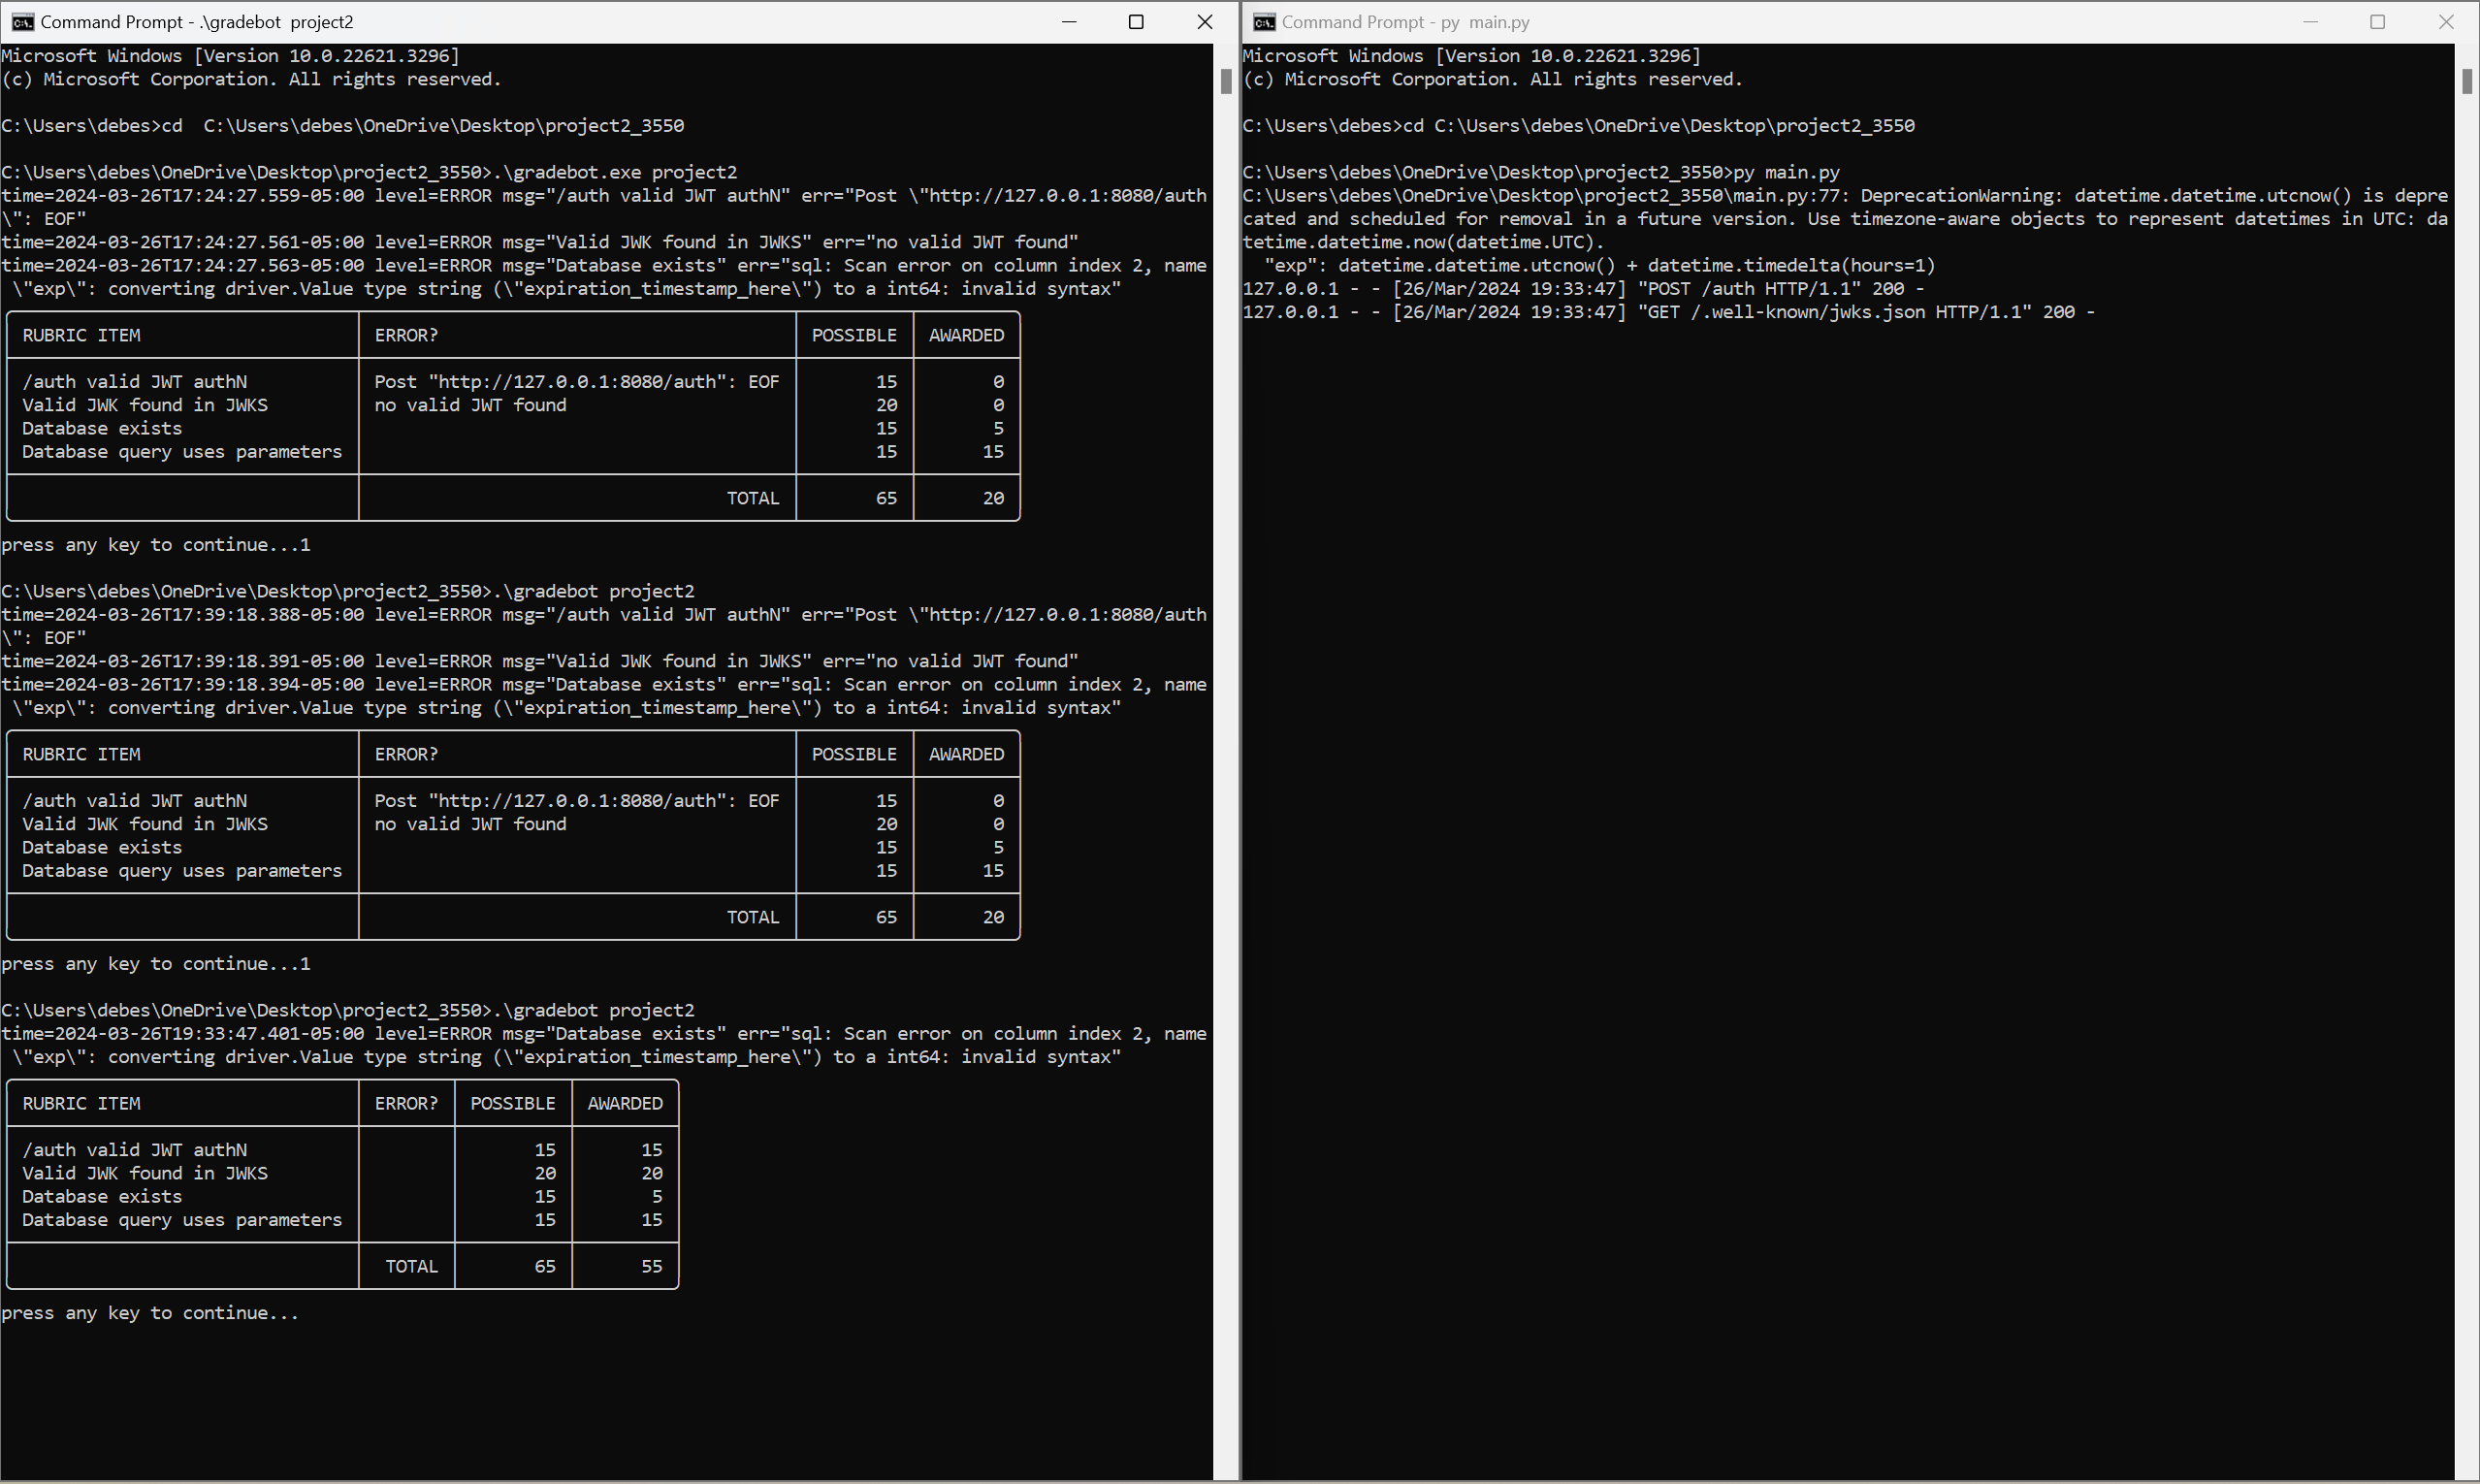 Command Prompt - .\gradebot  project2
Microsoft Windows [Version 10.0.22621.3296]
(c) Microsoft Corporation. All rights reserved.
C:\Users\debes>cd  C:\Users\debes\OneDrive\Desktop\project2_3550
C:\Users\debes\OneDrive\Desktop\project2_3550>.\gradebot.exe project2
time=2024-03-26T17:24:27.559-05:00 level=ERROR msg="/auth valid JWT authN" err="Post \"http://127.0.0.1:8080/auth
\": EOF"
time=2024-03-26T17:24:27.561-05:00 level=ERROR msg="Valid JWK found in JWKS" err="no valid JWT found"
time=2024-03-26T17:24:27.563-05:00 level=ERROR msg="Database exists" err="sql: Scan error on column index 2, name
\"exp\": converting driver.Value type string (\"expiration_timestamp_here\") to a int64: invalid syntax"
RUBRIC ITEM ERROR? POSSIBLE AWARDED
/auth valid JWT authN Post "http://127.0.0.1:8080/auth": EOF 15 0
Valid JWK found in JWKS no valid JWT found 20 0
Database exists 15 5
Database query uses parameters 15 15
TOTAL 65 20
press any key to continue...1
C:\Users\debes\OneDrive\Desktop\project2_3550>.\gradebot project2
time=2024-03-26T17:39:18.388-05:00 level=ERROR msg="/auth valid JWT authN" err="Post \"http://127.0.0.1:8080/auth
\": EOF"
time=2024-03-26T17:39:18.391-05:00 level=ERROR msg="Valid JWK found in JWKS" err="no valid JWT found"
time=2024-03-26T17:39:18.394-05:00 level=ERROR msg="Database exists" err="sql: Scan error on column index 2, name
\"exp\": converting driver.Value type string (\"expiration_timestamp_here\") to a int64: invalid syntax"
RUBRIC ITEM ERROR? POSSIBLE AWARDED
/auth valid JWT authN Post "http://127.0.0.1:8080/auth": EOF 15 0
Valid JWK found in JWKS no valid JWT found 20 0
Database exists 15 5
Database query uses parameters 15 15
TOTAL 65 20
press any key to continue...1
C:\Users\debes\OneDrive\Desktop\project2_3550>.\gradebot project2
time=2024-03-26T19:33:47.401-05:00 level=ERROR msg="Database exists" err="sql: Scan error on column index 2, name
\"exp\": converting driver.Value type string (\"expiration_timestamp_here\") to a int64: invalid syntax"
RUBRIC ITEM ERROR? POSSIBLE AWARDED
/auth valid JWT authN 15 15
Valid JWK found in JWKS 20 20
Database exists 15 5
Database query uses parameters 15 15
TOTAL 65 55
press any key to continue...
Command Prompt - py  main.py
Microsoft Windows [Version 10.0.22621.3296]
(c) Microsoft Corporation. All rights reserved.
C:\Users\debes>cd C:\Users\debes\OneDrive\Desktop\project2_3550
C:\Users\debes\OneDrive\Desktop\project2_3550>py main.py
C:\Users\debes\OneDrive\Desktop\project2_3550\main.py:77: DeprecationWarning: datetime.datetime.utcnow() is depre
cated and scheduled for removal in a future version. Use timezone-aware objects to represent datetimes in UTC: da
tetime.datetime.now(datetime.UTC).
"exp": datetime.datetime.utcnow() + datetime.timedelta(hours=1)
127.0.0.1 - - [26/Mar/2024 19:33:47] "POST /auth HTTP/1.1" 200 -
127.0.0.1 - - [26/Mar/2024 19:33:47] "GET /.well-known/jwks.json HTTP/1.1" 200 -